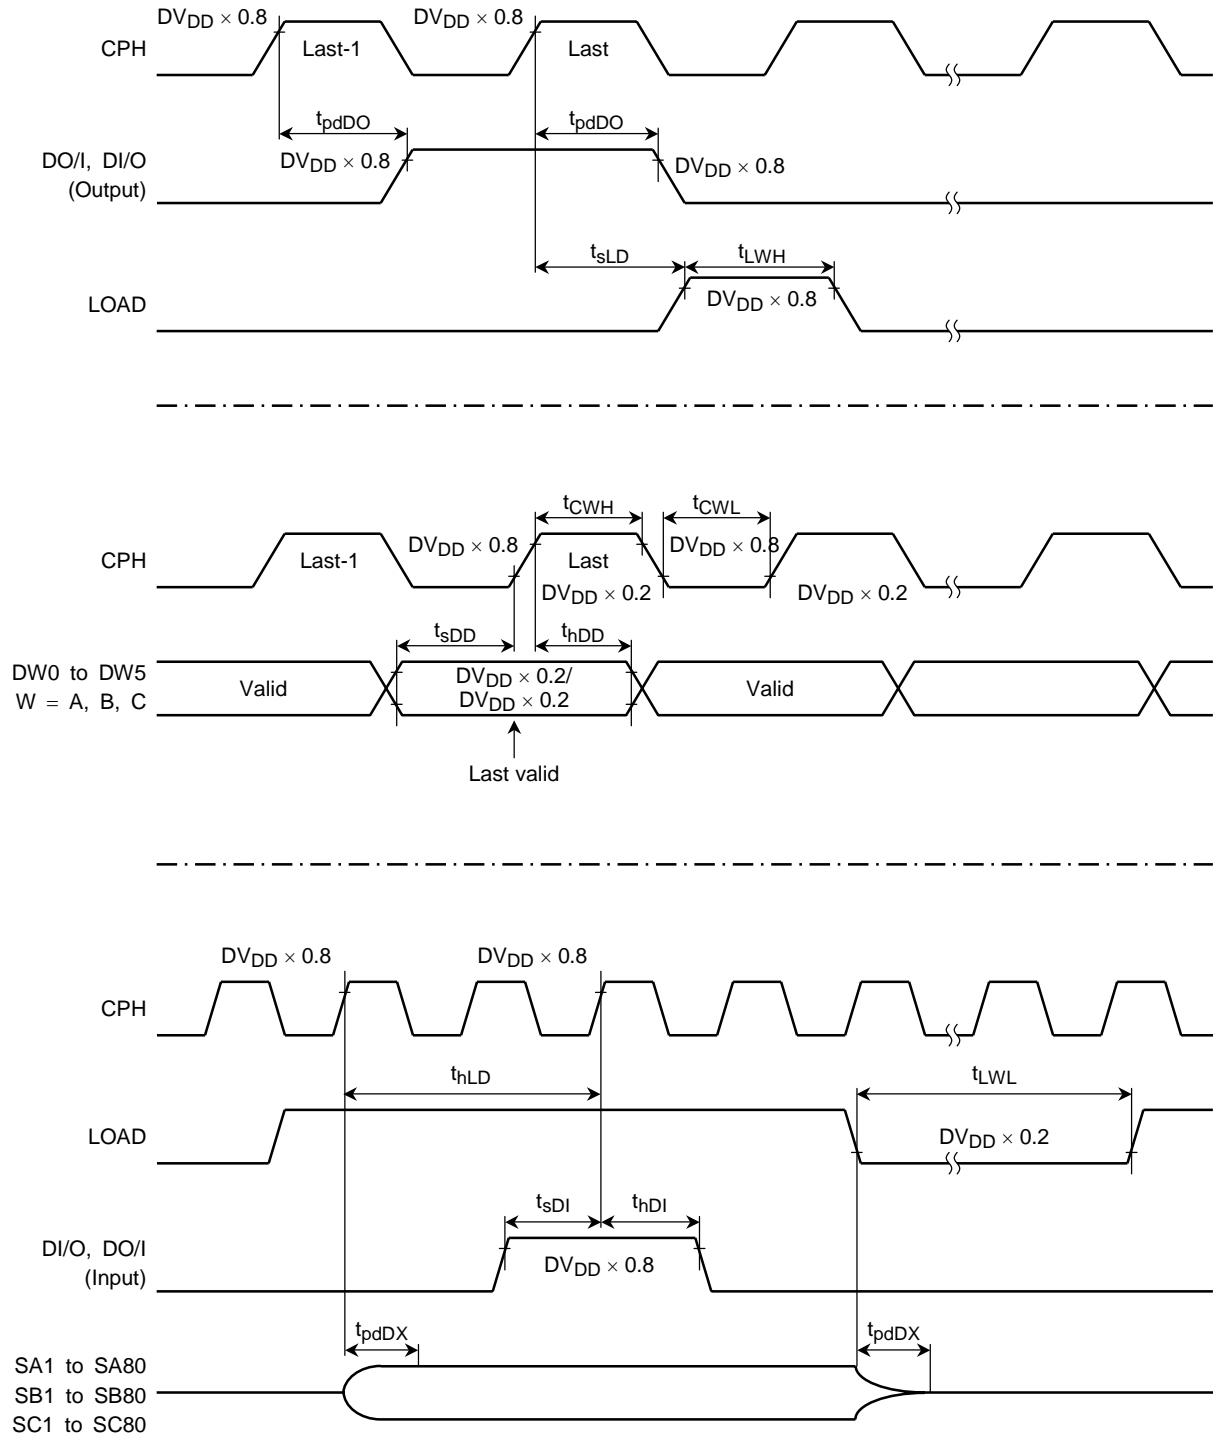 DVDD × 0.8 DVDD × 0.8
CPH Last-1 Last
tpdDO tpdDO
DO/I, DI/O DVDD × 0.8 DVDD × 0.8
(Output)
tsLD tLWH
LOAD DVDD × 0.8
tCWH tCWL
CPH Last-1 DVDD × 0.8 Last DVDD × 0.8
DVDD × 0.2 DVDD × 0.2
tsDD thDD
DW0 to DW5 Valid DVDD × 0.2/ Valid
W = A, B, C DVDD × 0.2
Last valid
DVDD × 0.8 DVDD × 0.8
CPH
thLD tLWL
LOAD DVDD × 0.2
tsDI thDI
DI/O, DO/I DVDD × 0.8
(Input)
tpdDX tpdDX
SA1 to SA80
SB1 to SB80
SC1 to SC80